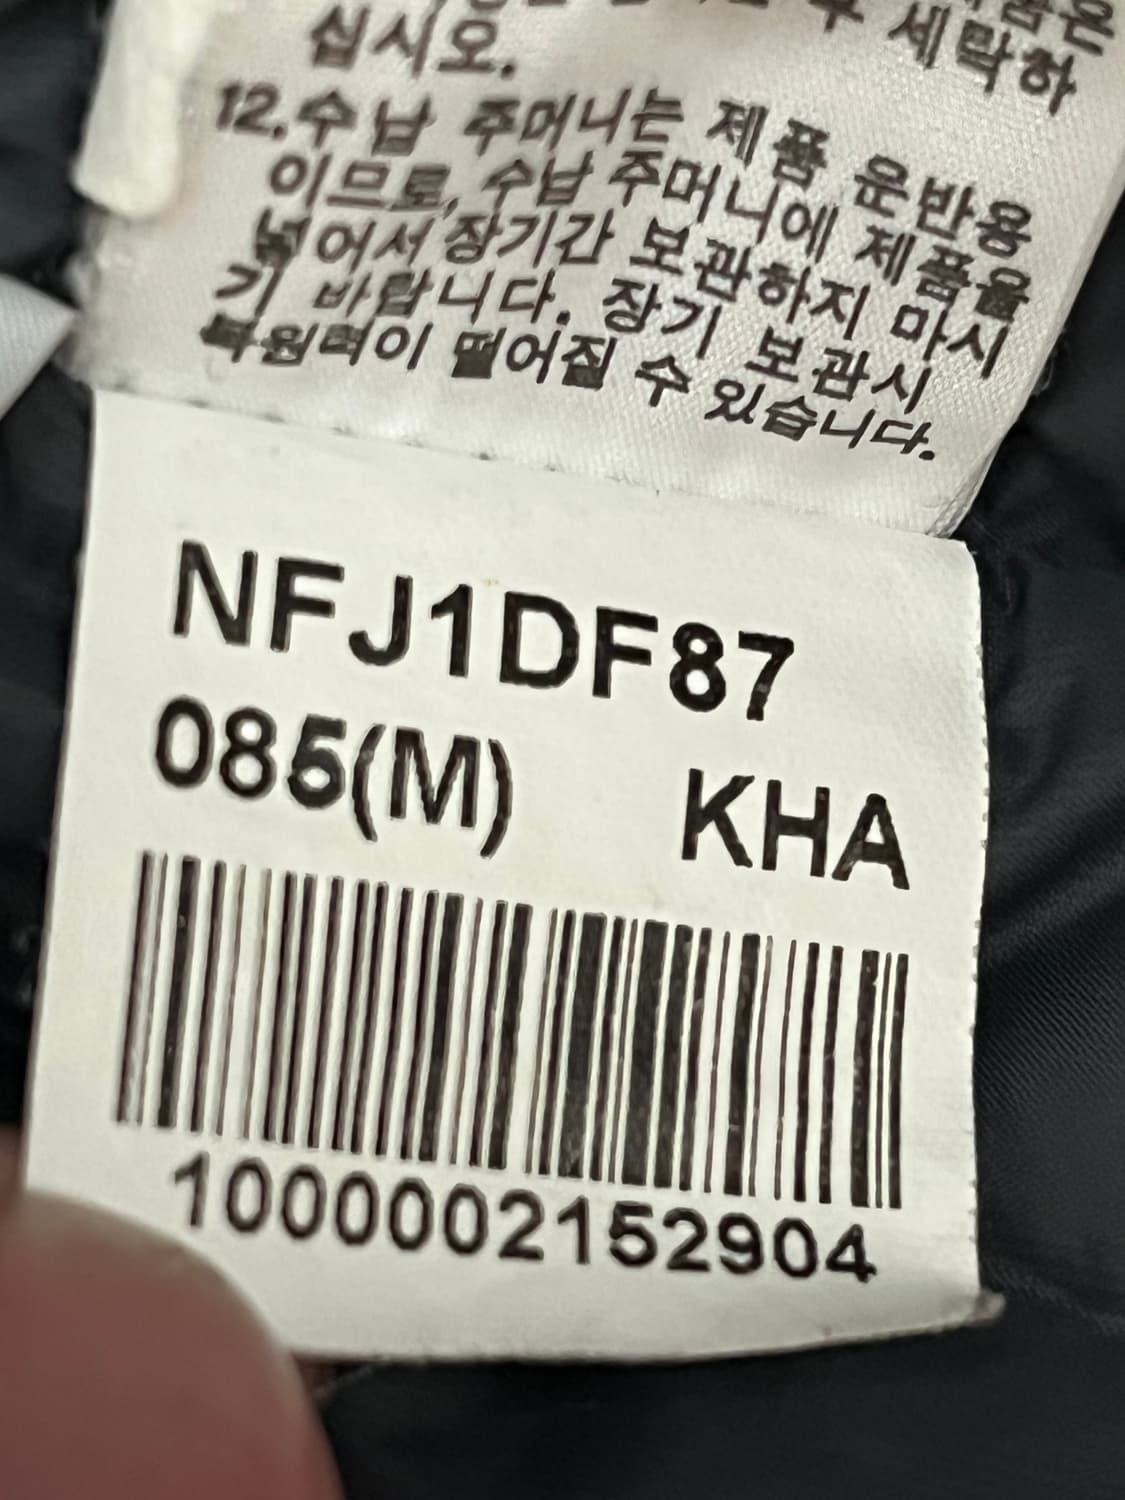 세탁하
십시오.
12.수납 주머니는 제품 운반용
이므로, 수납 주머니에 제품을
넣어서 장기간 보관하지 마시
기 바랍니다. 장기 보관시
복원력이 떨어질 수 있습니다.
NFJ1DF87
085(M) KHA
1000002152904